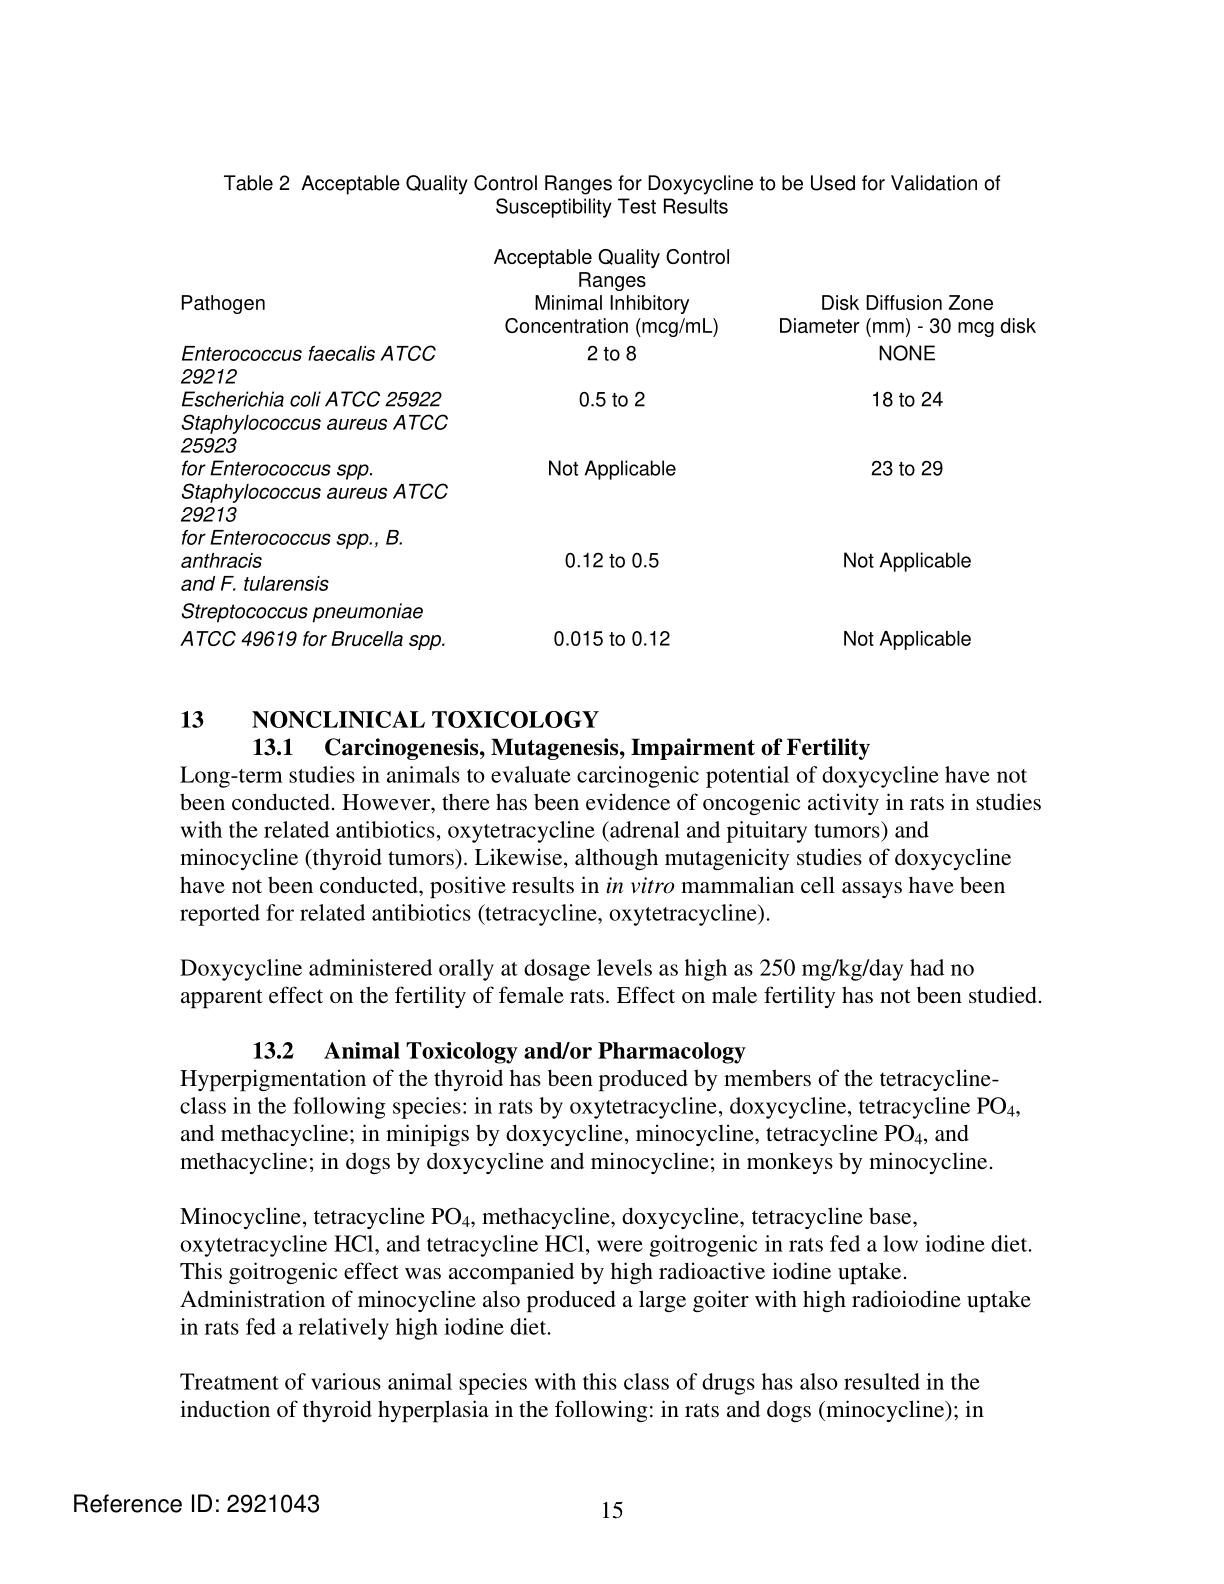 Table 2  Acceptable Quality Control Ranges for Doxycycline to be Used for Validation of
Susceptibility Test Results
Acceptable Quality Control
Ranges
Pathogen Minimal Inhibitory Disk Diffusion Zone
Concentration (mcg/mL) Diameter (mm) - 30 mcg disk
Enterococcus faecalis ATCC 2 to 8 NONE
29212
Escherichia coli ATCC 25922 0.5 to 2 18 to 24
Staphylococcus aureus ATCC
25923
for Enterococcus spp. Not Applicable 23 to 29
Staphylococcus aureus ATCC
29213
for Enterococcus spp., B.
anthracis 0.12 to 0.5 Not Applicable
and F. tularensis
Streptococcus pneumoniae
ATCC 49619 for Brucella spp. 0.015 to 0.12 Not Applicable
13 NONCLINICAL TOXICOLOGY
13.1 Carcinogenesis, Mutagenesis, Impairment of Fertility
Long-term studies in animals to evaluate carcinogenic potential of doxycycline have not
been conducted. However, there has been evidence of oncogenic activity in rats in studies
with the related antibiotics, oxytetracycline (adrenal and pituitary tumors) and
minocycline (thyroid tumors). Likewise, although mutagenicity studies of doxycycline
have not been conducted, positive results in in vitro mammalian cell assays have been
reported for related antibiotics (tetracycline, oxytetracycline).
Doxycycline administered orally at dosage levels as high as 250 mg/kg/day had no
apparent effect on the fertility of female rats. Effect on male fertility has not been studied.
13.2 Animal Toxicology and/or Pharmacology
Hyperpigmentation of the thyroid has been produced by members of the tetracycline-
class in the following species: in rats by oxytetracycline, doxycycline, tetracycline PO₄,
and methacycline; in minipigs by doxycycline, minocycline, tetracycline PO₄, and
methacycline; in dogs by doxycycline and minocycline; in monkeys by minocycline.
Minocycline, tetracycline PO₄, methacycline, doxycycline, tetracycline base,
oxytetracycline HCl, and tetracycline HCl, were goitrogenic in rats fed a low iodine diet.
This goitrogenic effect was accompanied by high radioactive iodine uptake.
Administration of minocycline also produced a large goiter with high radioiodine uptake
in rats fed a relatively high iodine diet.
Treatment of various animal species with this class of drugs has also resulted in the
induction of thyroid hyperplasia in the following: in rats and dogs (minocycline); in
Reference ID: 2921043 15